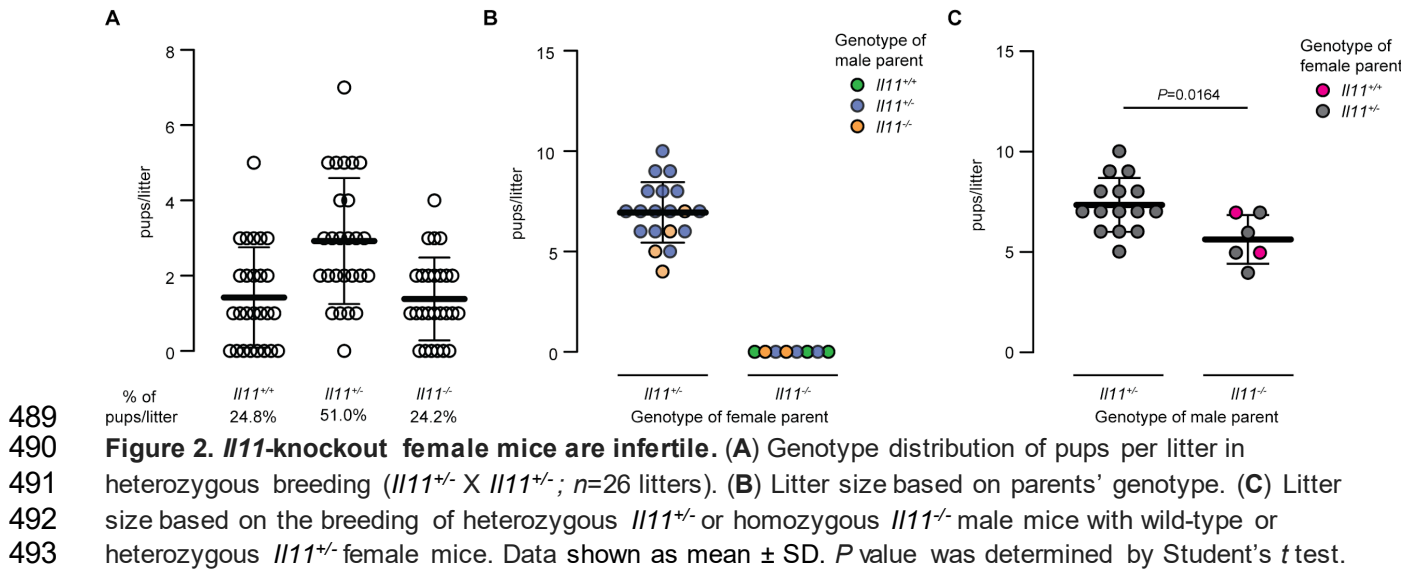 A
8
6
4
2
0
pups/litter
% of
pups/litter
Il11+/+
24.8%
Il11+/-
51.0%
Il11-/-
24.2%
B
15
10
5
0
pups/litter
Genotype of
male parent
Il11+/+
Il11+/-
Il11-/-
Il11+/-
Il11-/-
Genotype of female parent
C
15
10
5
0
pups/litter
P=0.0164
Genotype of
female parent
Il11+/+
Il11+/-
Il11+/-
Il11-/-
Genotype of male parent
489
490 Figure 2. Il11-knockout female mice are infertile. (A) Genotype distribution of pups per litter in
491 heterozygous breeding (Il11+/- X Il11+/-; n=26 litters). (B) Litter size based on parents' genotype. (C) Litter
492 size based on the breeding of heterozygous Il11+/- or homozygous Il11-/- male mice with wild-type or
493 heterozygous Il11+/- female mice. Data shown as mean ± SD. P value was determined by Student's t test.